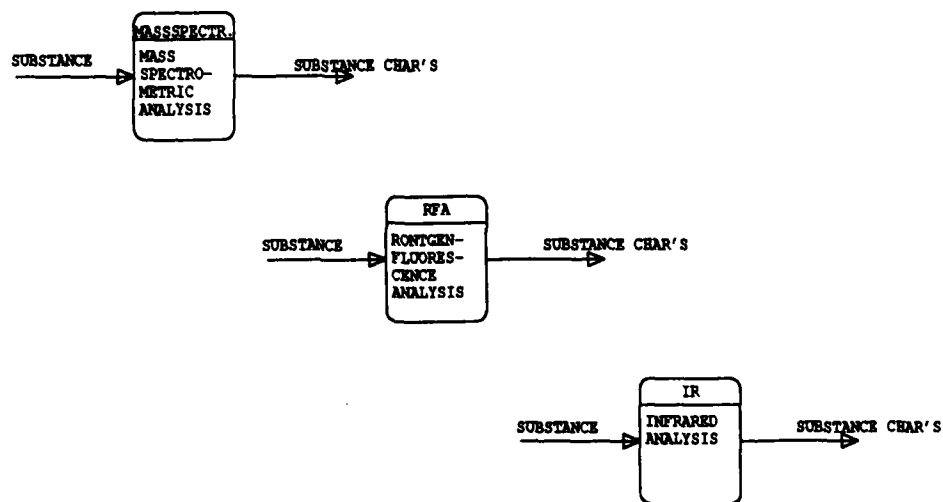 MASSSPECTR.
SUBSTANCE
MASS
SPECTRO-
METRIC
ANALYSIS
SUBSTANCE CHAR'S
RFA
SUBSTANCE
RONTGEN-
FLUORES-
CENCE
ANALYSIS
SUBSTANCE CHAR'S
IR
SUBSTANCE
INFRARED
ANALYSIS
SUBSTANCE CHAR'S